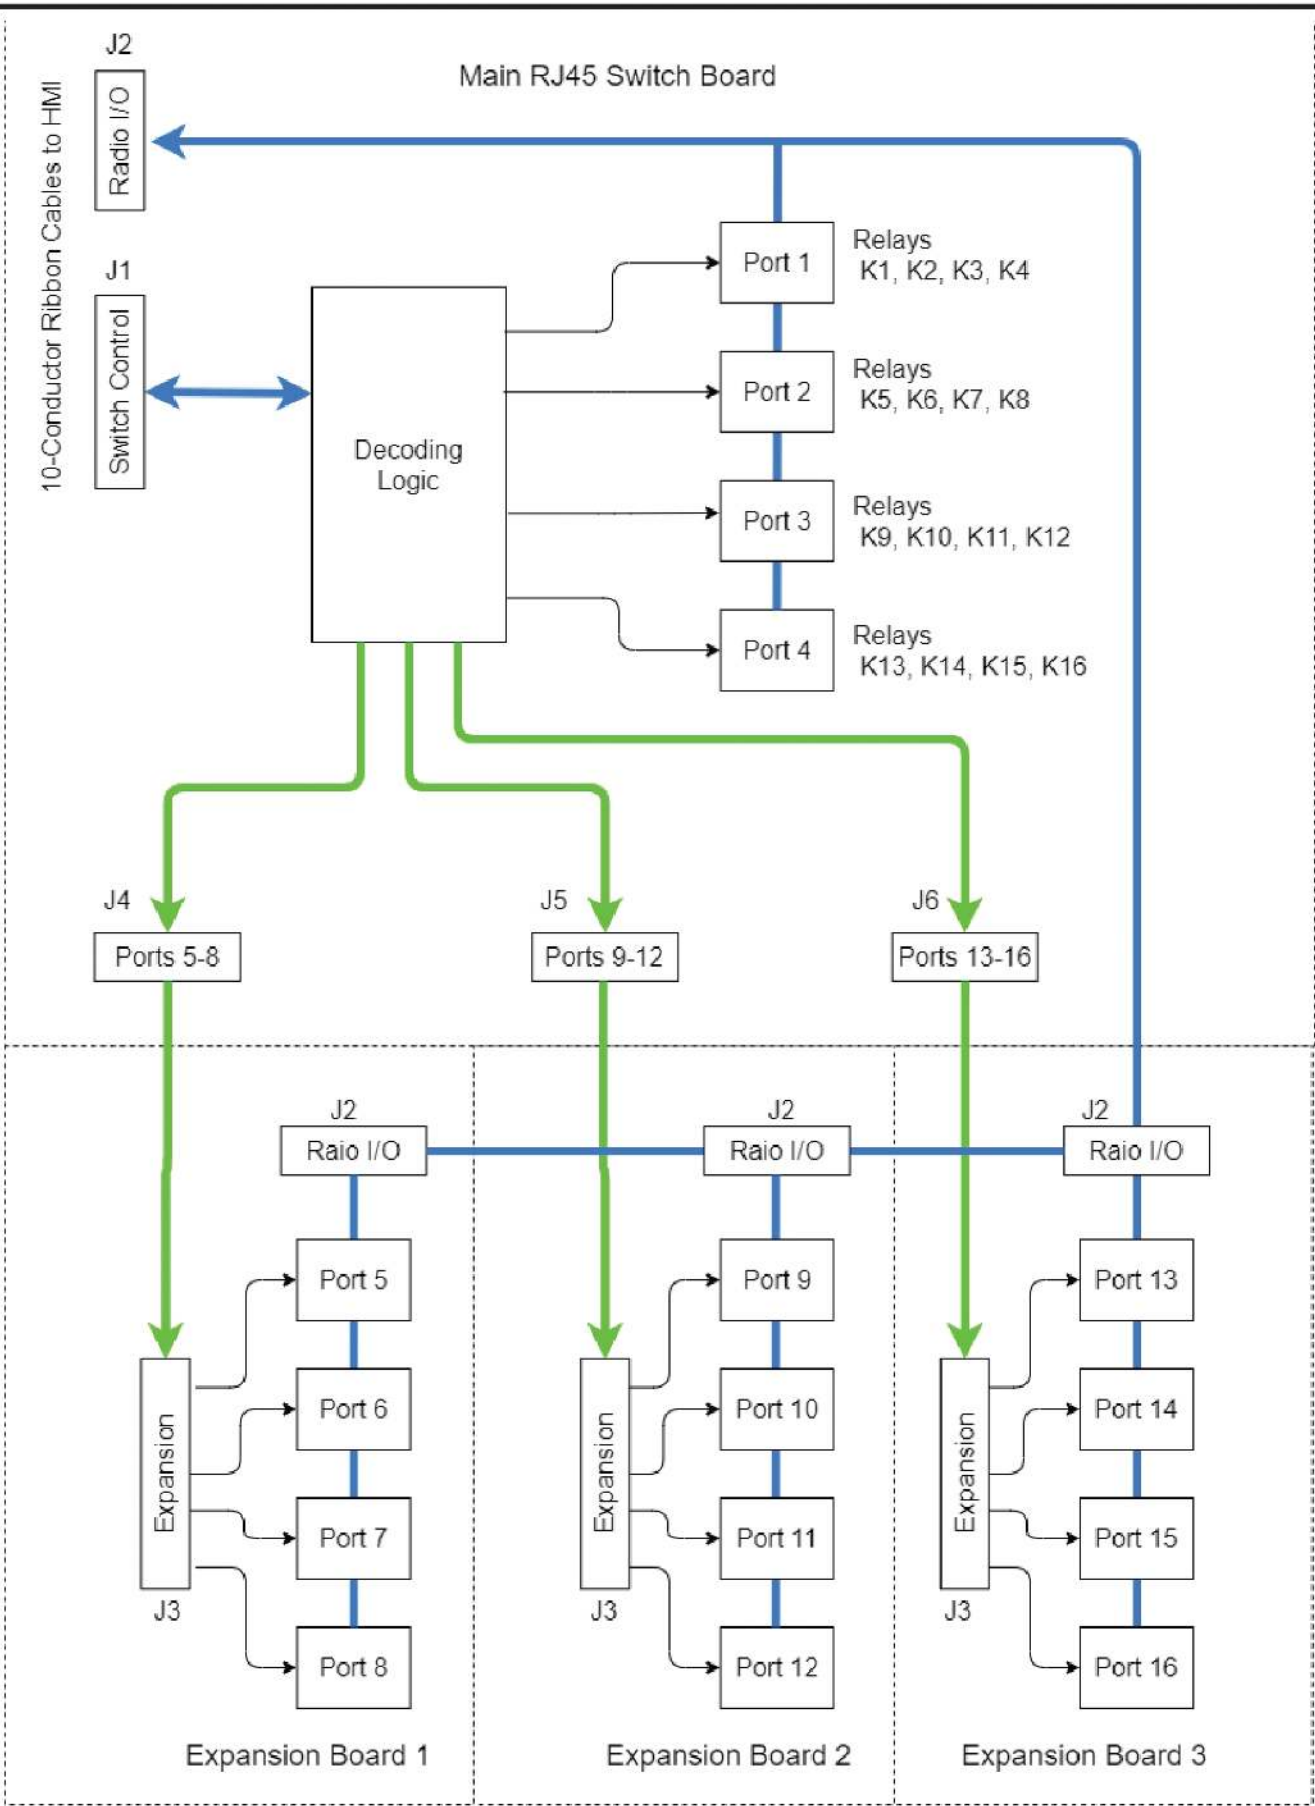 J2
Main RJ45 Switch Board
10-Conductor Ribbon Cables to HMI
Radio I/O
J1
Switch Control
Decoding
Logic
Port 1
Relays
K1, K2, K3, K4
Port 2
Relays
K5, K6, K7, K8
Port 3
Relays
K9, K10, K11, K12
Port 4
Relays
K13, K14, K15, K16
J4
Ports 5-8
J5
Ports 9-12
J6
Ports 13-16
J2
Raio I/O
Port 5
Port 6
Port 7
Port 8
Expansion
J3
Expansion Board 1
J2
Raio I/O
Port 9
Port 10
Port 11
Port 12
Expansion
J3
Expansion Board 2
J2
Raio I/O
Port 13
Port 14
Port 15
Port 16
Expansion
J3
Expansion Board 3